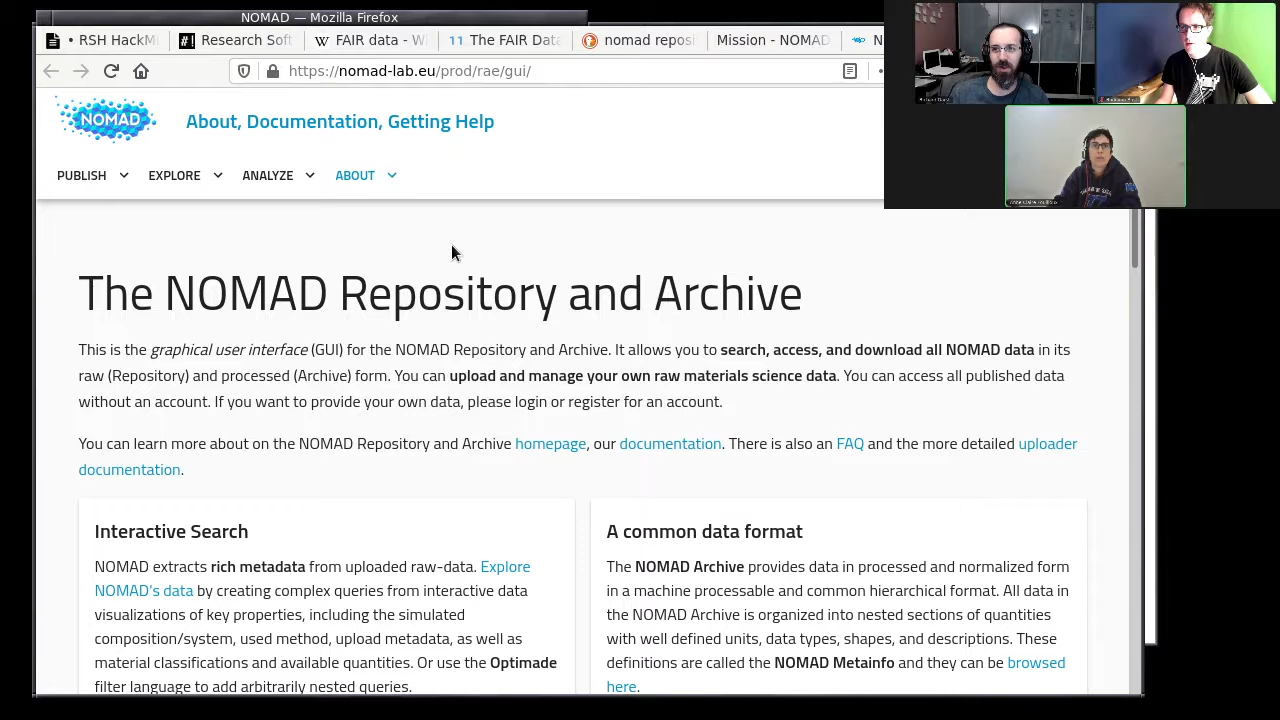 NOMAD — Mozilla Firefox
• RSH HackM
Research Soft
FAIR data - W
The FAIR Data
nomad reposi
Mission - NOMAD
N
https://nomad-lab.eu/prod/rae/gui/
NOMAD
About, Documentation, Getting Help
PUBLISH EXPLORE ANALYZE ABOUT
The NOMAD Repository and Archive
This is the graphical user interface (GUI) for the NOMAD Repository and Archive. It allows you to search, access, and download all NOMAD data in its
raw (Repository) and processed (Archive) form. You can upload and manage your own raw materials science data. You can access all published data
without an account. If you want to provide your own data, please login or register for an account.
You can learn more about on the NOMAD Repository and Archive homepage, our documentation. There is also an FAQ and the more detailed uploader
documentation.
Interactive Search
NOMAD extracts rich metadata from uploaded raw-data. Explore
NOMAD's data by creating complex queries from interactive data
visualizations of key properties, including the simulated
composition/system, used method, upload metadata, as well as
material classifications and available quantities. Or use the Optimade
filter language to add arbitrarily nested queries.
A common data format
The NOMAD Archive provides data in processed and normalized form
in a machine processable and common hierarchical format. All data in
the NOMAD Archive is organized into nested sections of quantities
with well defined units, data types, shapes, and descriptions. These
definitions are called the NOMAD Metainfo and they can be browsed
here.